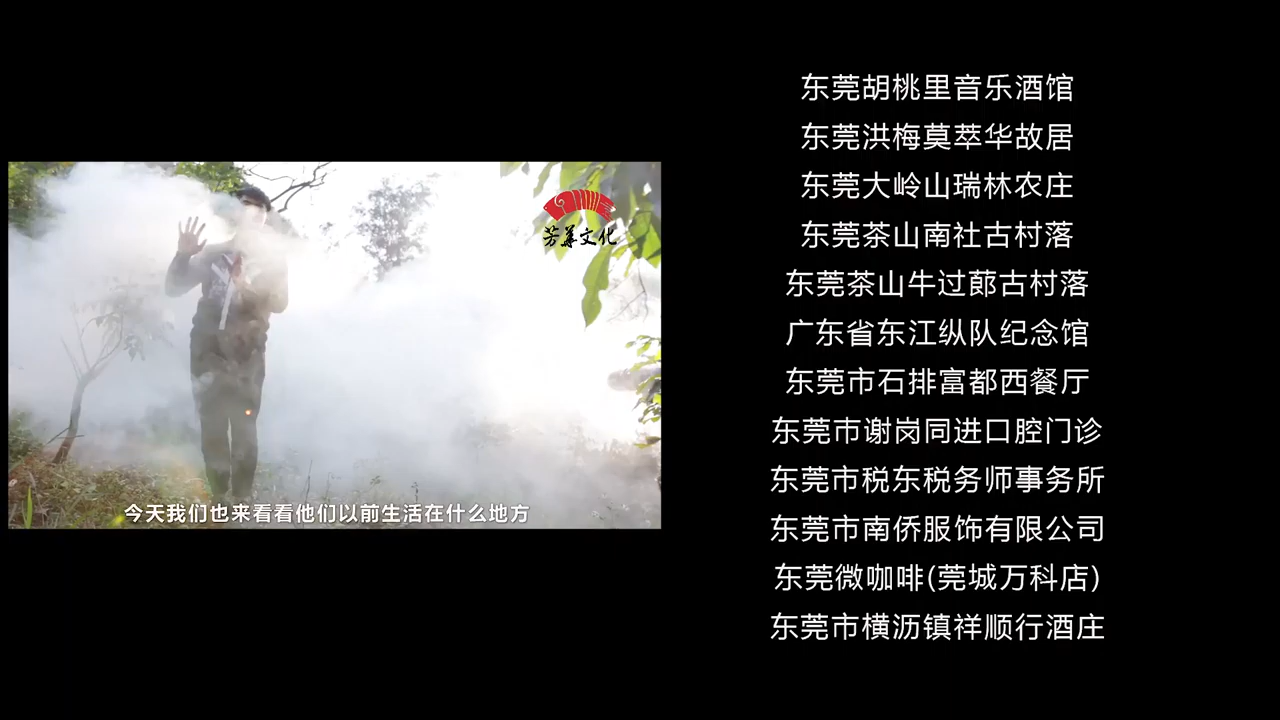 芳华文化
今天我们也来看看他们以前生活在什么地方
东莞胡桃里音乐酒馆
东莞洪梅莫萃华故居
东莞大岭山瑞林农庄
东莞茶山南社古村落
东莞茶山牛过蓢古村落
广东省东江纵队纪念馆
东莞市石排富都西餐厅
东莞市谢岗同进口腔门诊
东莞市税东税务师事务所
东莞市南侨服饰有限公司
东莞微咖啡(莞城万科店)
东莞市横沥镇祥顺行酒庄